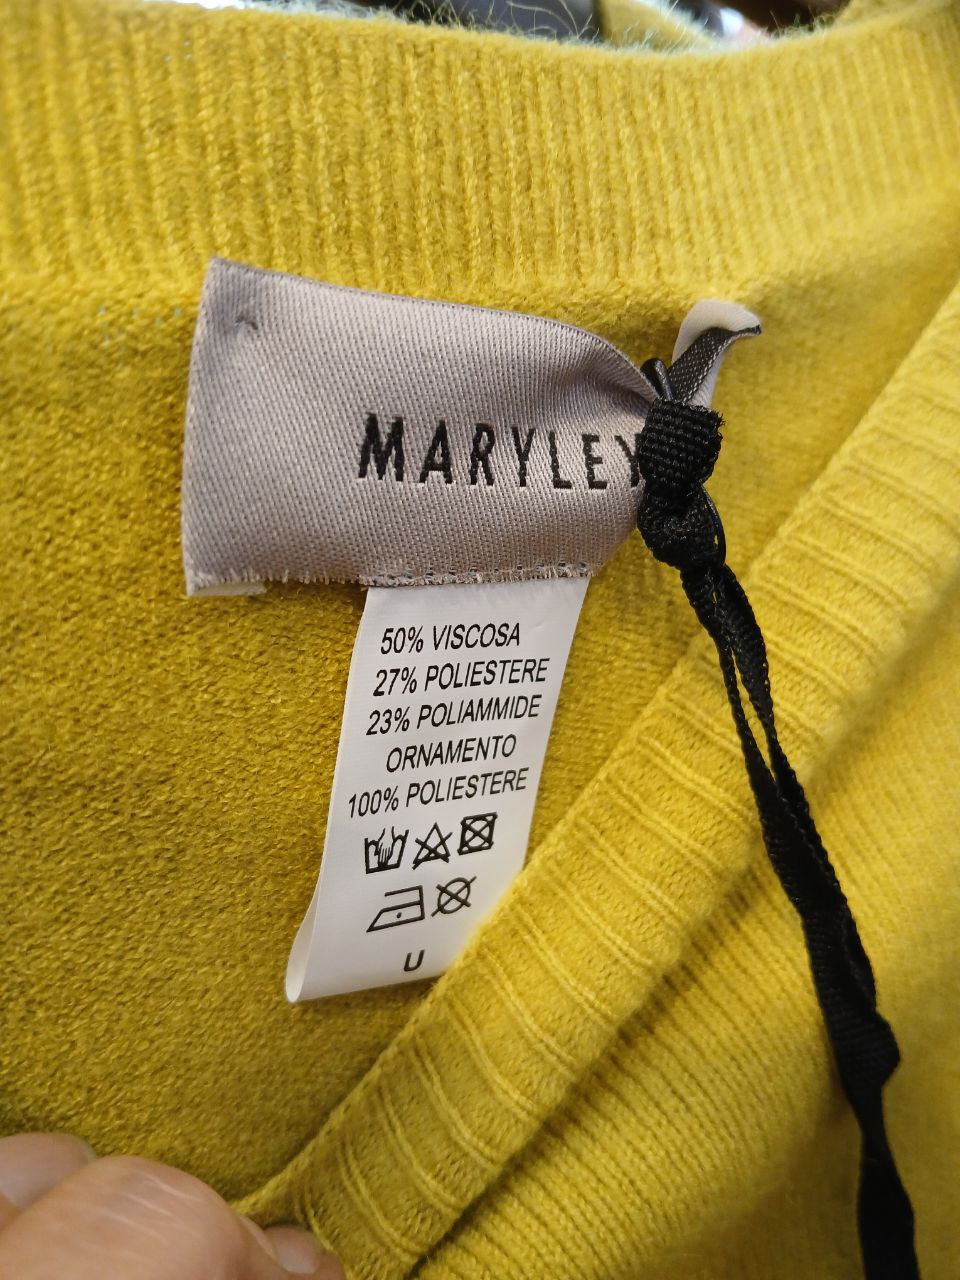 MARYLEY
50% VISCOSA
27% POLIESTERE
23% POLIAMMIDE
ORNAMENTO
100% POLIESTERE
U